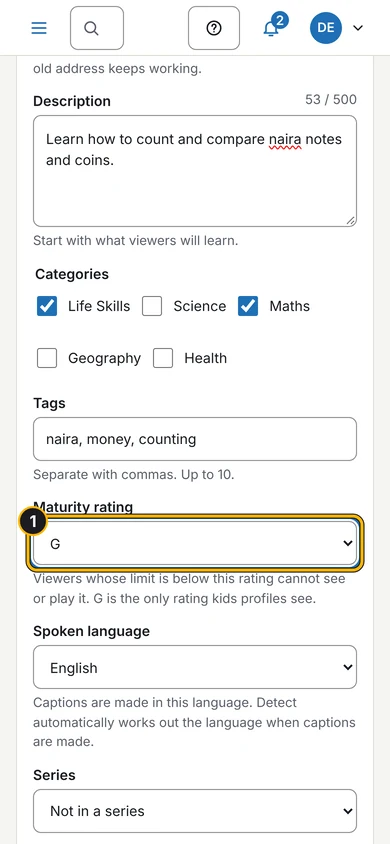 2
DE
old address keeps working.
Description
53 / 500
Learn how to count and compare naira notes
and coins.
Start with what viewers will learn.
Categories
Life Skills
Science
Maths
Geography
Health
Tags
naira, money, counting
Separate with commas. Up to 10.
Maturity rating
1
G
Viewers whose limit is below this rating cannot see
or play it. G is the only rating kids profiles see.
Spoken language
English
Captions are made in this language. Detect
automatically works out the language when captions
are made.
Series
Not in a series